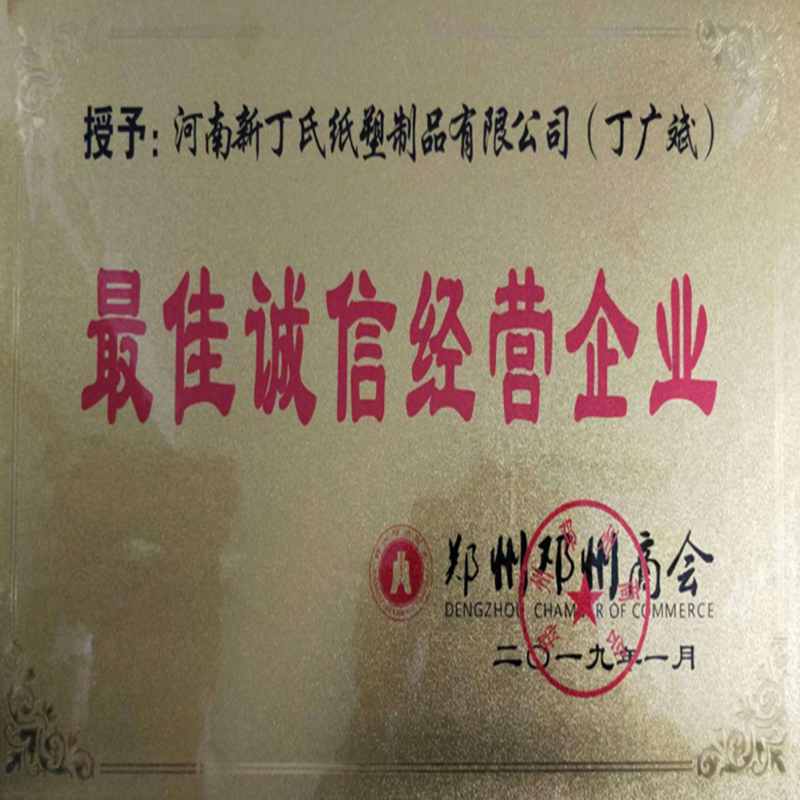 授予：河南新丁氏纸塑制品有限公司（丁广斌）
最佳诚信经营企业
郑州邓州商会
DENGZHOU CHAMBER OF COMMERCE
二〇一九年一月